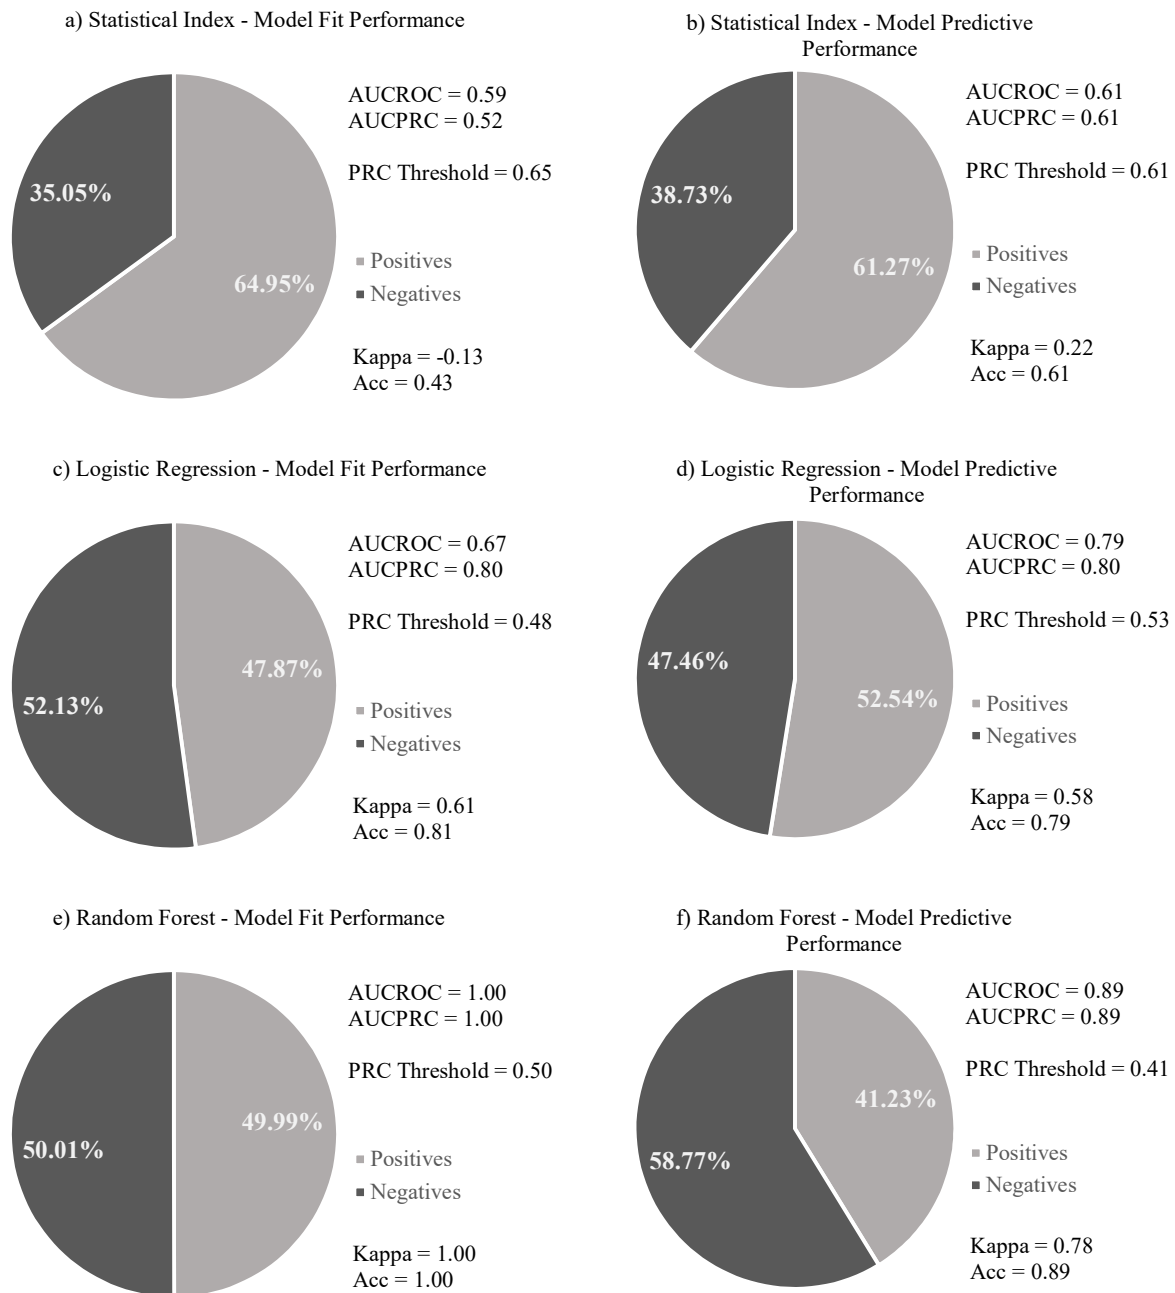 a) Statistical Index - Model Fit Performance
AUCROC = 0.59
AUCPRC = 0.52
PRC Threshold = 0.65
35.05%
64.95%
Positives
Negatives
Kappa = -0.13
Acc = 0.43
b) Statistical Index - Model Predictive
Performance
AUCROC = 0.61
AUCPRC = 0.61
PRC Threshold = 0.61
38.73%
61.27%
Positives
Negatives
Kappa = 0.22
Acc = 0.61
c) Logistic Regression - Model Fit Performance
AUCROC = 0.67
AUCPRC = 0.80
PRC Threshold = 0.48
47.87%
52.13%
Positives
Negatives
Kappa = 0.61
Acc = 0.81
d) Logistic Regression - Model Predictive
Performance
AUCROC = 0.79
AUCPRC = 0.80
PRC Threshold = 0.53
47.46%
52.54%
Positives
Negatives
Kappa = 0.58
Acc = 0.79
e) Random Forest - Model Fit Performance
AUCROC = 1.00
AUCPRC = 1.00
PRC Threshold = 0.50
49.99%
50.01%
Positives
Negatives
Kappa = 1.00
Acc = 1.00
f) Random Forest - Model Predictive
Performance
AUCROC = 0.89
AUCPRC = 0.89
PRC Threshold = 0.41
41.23%
58.77%
Positives
Negatives
Kappa = 0.78
Acc = 0.89